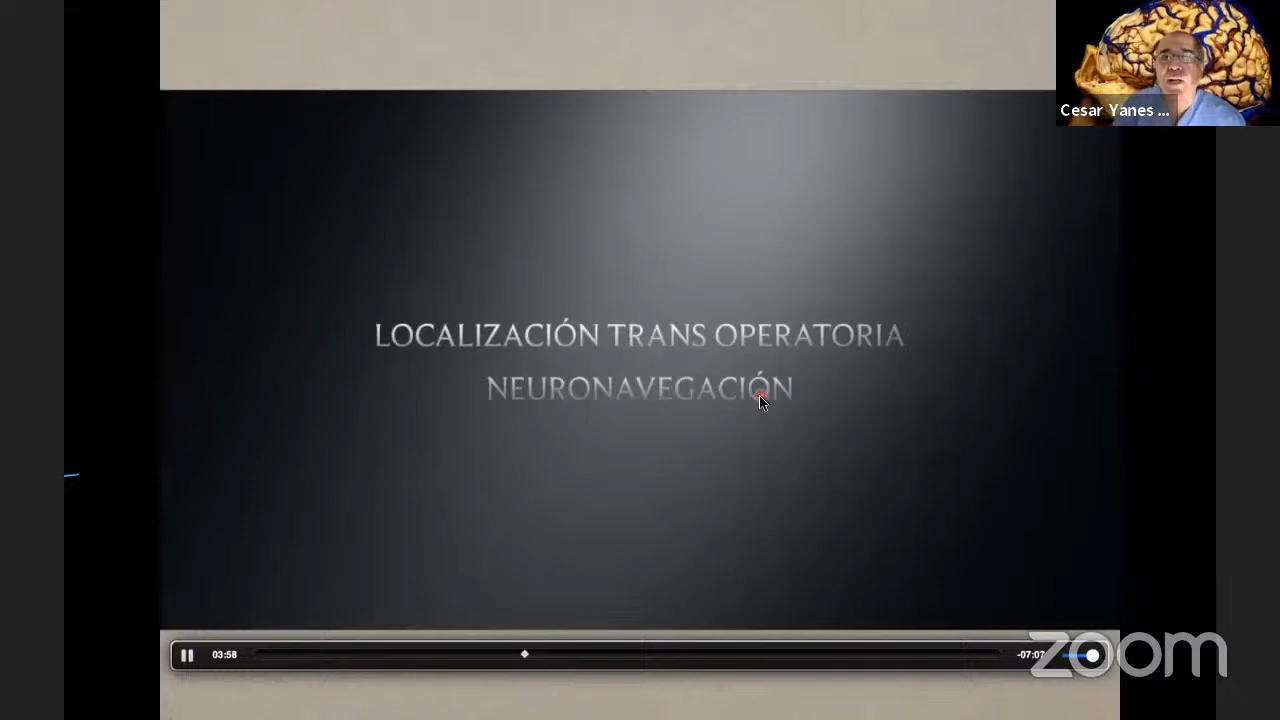 Cesar Yanes ...
LOCALIZACIÓN TRANS OPERATORIA
NEURONAVEGACIÓN
03:58
-07:07
zoom